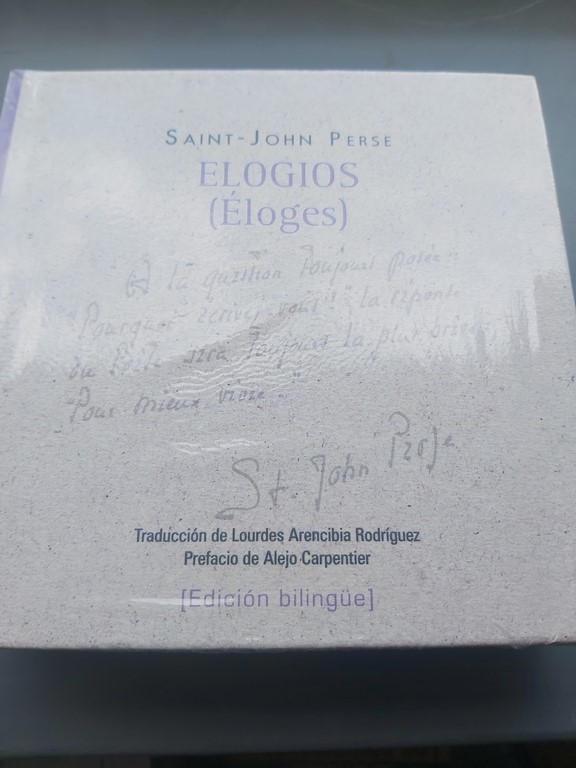 SAINT-JOHN PERSE
ELOGIOS
(Éloges)
A la question toujours posée:
"Pourquoi écrivez-vous?" la réponse
du Poète sera toujours la plus brève:
"Pour mieux vivre."
St. John Perse
Traducción de Lourdes Arencibia Rodríguez
Prefacio de Alejo Carpentier
[Edición bilingüe]